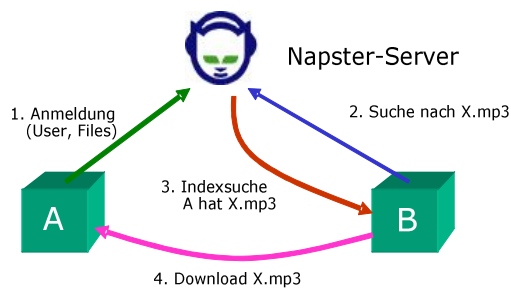 Napster-Server
1. Anmeldung
(User, Files)
2. Suche nach X.mp3
3. Indexsuche
A hat X.mp3
A
B
4. Download X.mp3